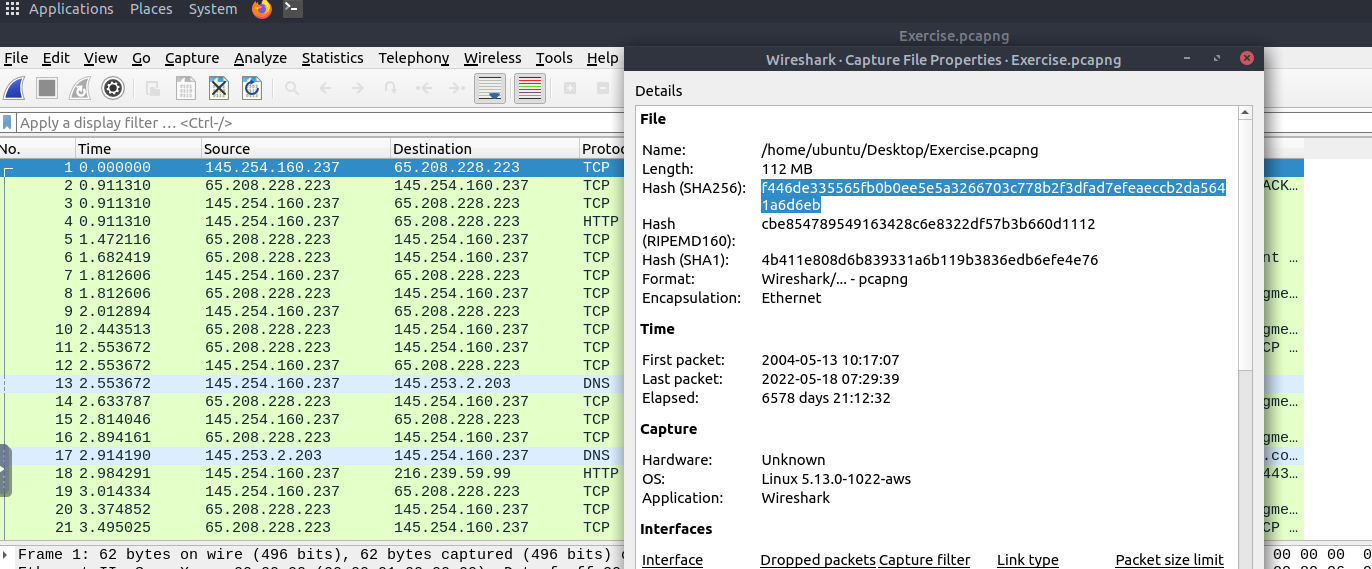 Applications Places System
Exercise.pcapng
File Edit View Go Capture Analyze Statistics Telephony Wireless Tools Help
Apply a display filter … <Ctrl-/>
No. Time Source Destination Protoc
1 0.000000 145.254.160.237 65.208.228.223 TCP
2 0.911310 65.208.228.223 145.254.160.237 TCP
3 0.911310 145.254.160.237 65.208.228.223 TCP
4 0.911310 145.254.160.237 65.208.228.223 HTTP
5 1.472116 65.208.228.223 145.254.160.237 TCP
6 1.682419 65.208.228.223 145.254.160.237 TCP
7 1.812606 145.254.160.237 65.208.228.223 TCP
8 1.812606 65.208.228.223 145.254.160.237 TCP
9 2.012894 145.254.160.237 65.208.228.223 TCP
10 2.443513 65.208.228.223 145.254.160.237 TCP
11 2.553672 65.208.228.223 145.254.160.237 TCP
12 2.553672 145.254.160.237 65.208.228.223 TCP
13 2.553672 145.254.160.237 145.253.2.203 DNS
14 2.633787 65.208.228.223 145.254.160.237 TCP
15 2.814046 145.254.160.237 65.208.228.223 TCP
16 2.894161 65.208.228.223 145.254.160.237 TCP
17 2.914190 145.253.2.203 145.254.160.237 DNS
18 2.984291 145.254.160.237 216.239.59.99 HTTP
19 3.014334 145.254.160.237 65.208.228.223 TCP
20 3.374852 65.208.228.223 145.254.160.237 TCP
21 3.495025 65.208.228.223 145.254.160.237 TCP
Frame 1: 62 bytes on wire (496 bits), 62 bytes captured (496 bits)
Wireshark · Capture File Properties · Exercise.pcapng
Details
File
Name: /home/ubuntu/Desktop/Exercise.pcapng
Length: 112 MB
Hash (SHA256): f446de335565fb0b0ee5e5a3266703c778b2f3dfad7efeaeccb2da564
1a6d6eb
Hash cbe854789549163428c6e8322df57b3b660d1112
(RIPEMD160):
Hash (SHA1): 4b411e808d6b839331a6b119b3836edb6efe4e76
Format: Wireshark/... - pcapng
Encapsulation: Ethernet
Time
First packet: 2004-05-13 10:17:07
Last packet: 2022-05-18 07:29:39
Elapsed: 6578 days 21:12:32
Capture
Hardware: Unknown
OS: Linux 5.13.0-1022-aws
Application: Wireshark
Interfaces
Interface Dropped packets Capture filter Link type Packet size limit
ACK…
nt …
gme…
gme…
CP …
gme…
gme…
.co…
443…
gme…
CP …
00 00 00 0